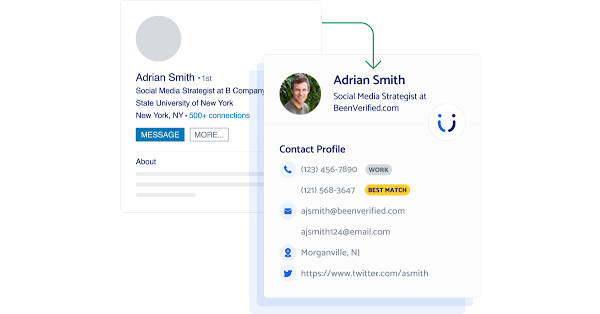 Adrian Smith • 1st
Social Media Strategist at B Company
State University of New York
New York, NY • 500+ connections
MESSAGE
MORE...
About
Adrian Smith
Social Media Strategist at
BeenVerified.com
Contact Profile
(123) 456-7890 WORK
(121) 568-3647 BEST MATCH
ajsmith@beenverified.com
ajsmith124@email.com
Morganville, NJ
https://www.twitter.com/asmith